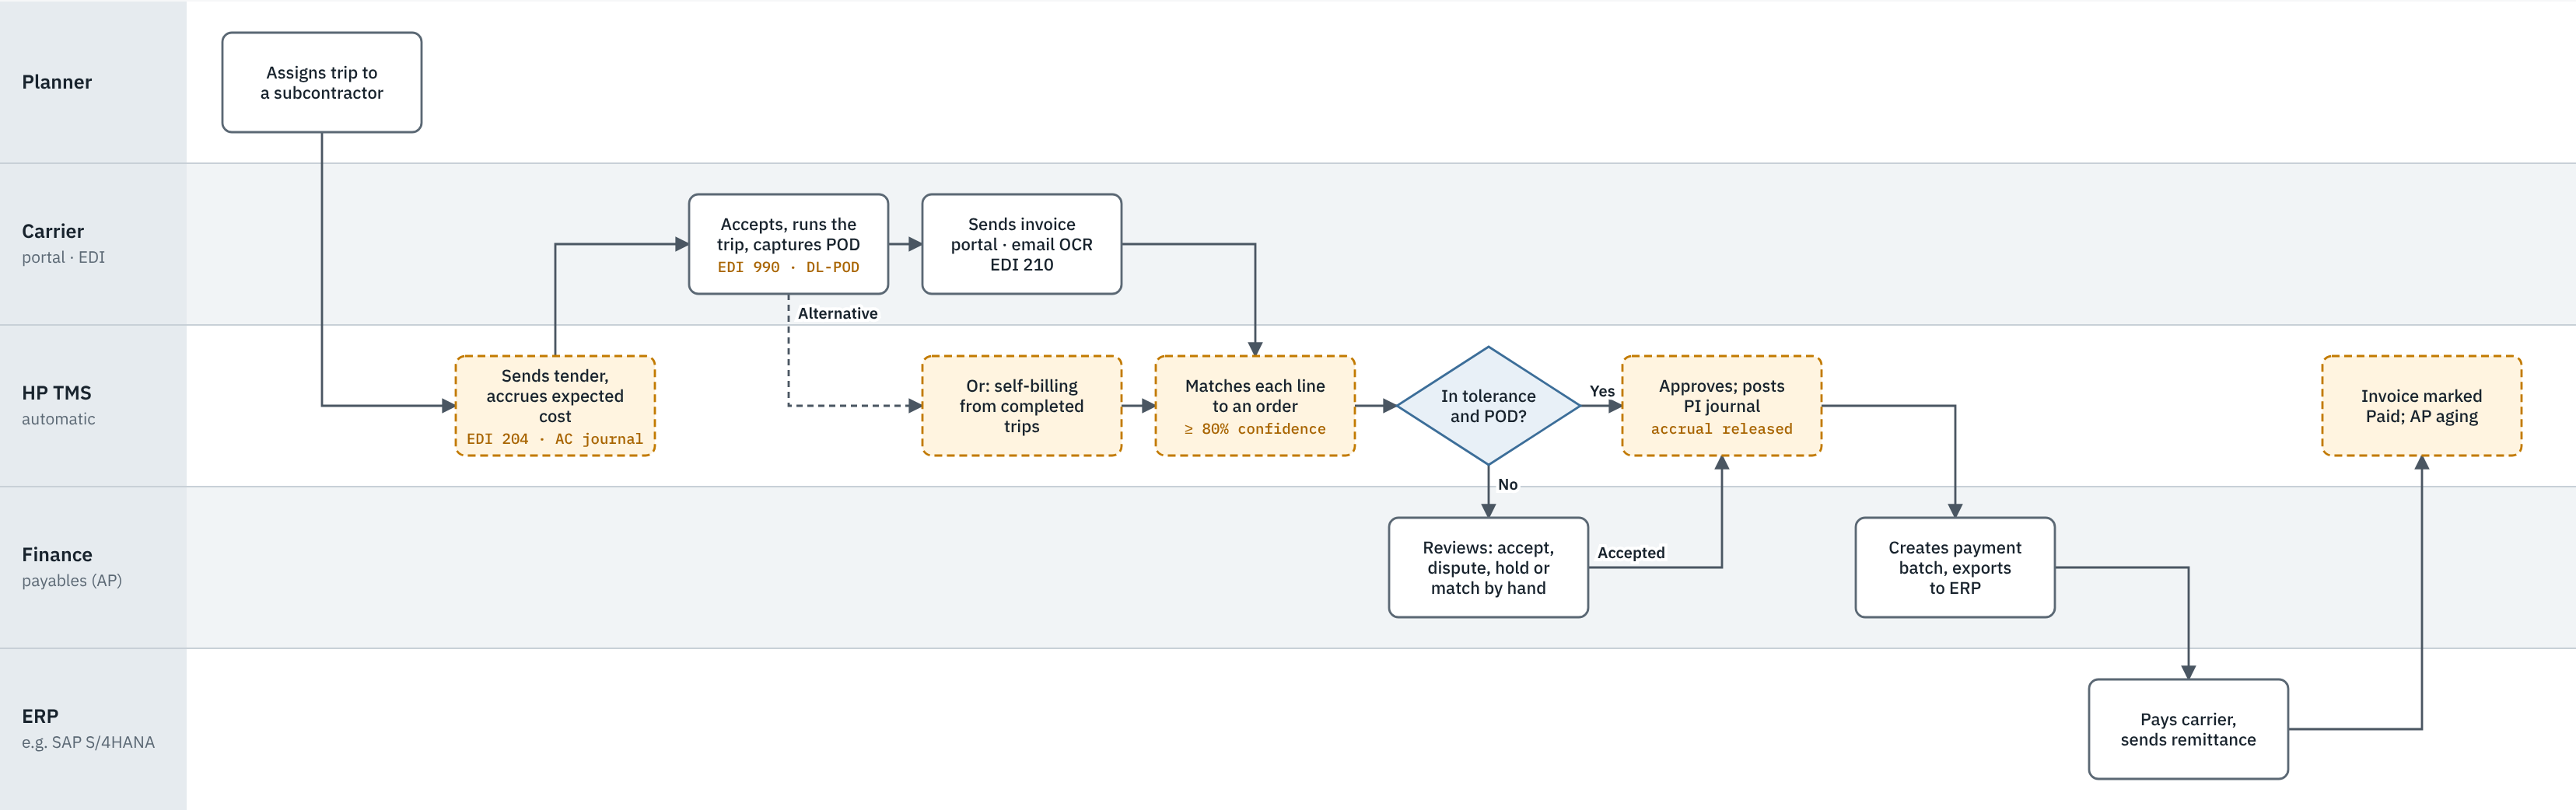 Planner
Assigns trip to
a subcontractor
Carrier
portal · EDI
Accepts, runs the
trip, captures POD
EDI 990 · DL-POD
Sends invoice
portal · email OCR
EDI 210
Alternative
HP TMS
automatic
Sends tender,
accrues expected
cost
EDI 204 · AC journal
Or: self-billing
from completed
trips
Matches each line
to an order
≥ 80% confidence
In tolerance
and POD?
Yes
Approves; posts
PI journal
accrual released
Invoice marked
Paid; AP aging
No
Finance
payables (AP)
Reviews: accept,
dispute, hold or
match by hand
Accepted
Creates payment
batch, exports
to ERP
ERP
e.g. SAP S/4HANA
Pays carrier,
sends remittance